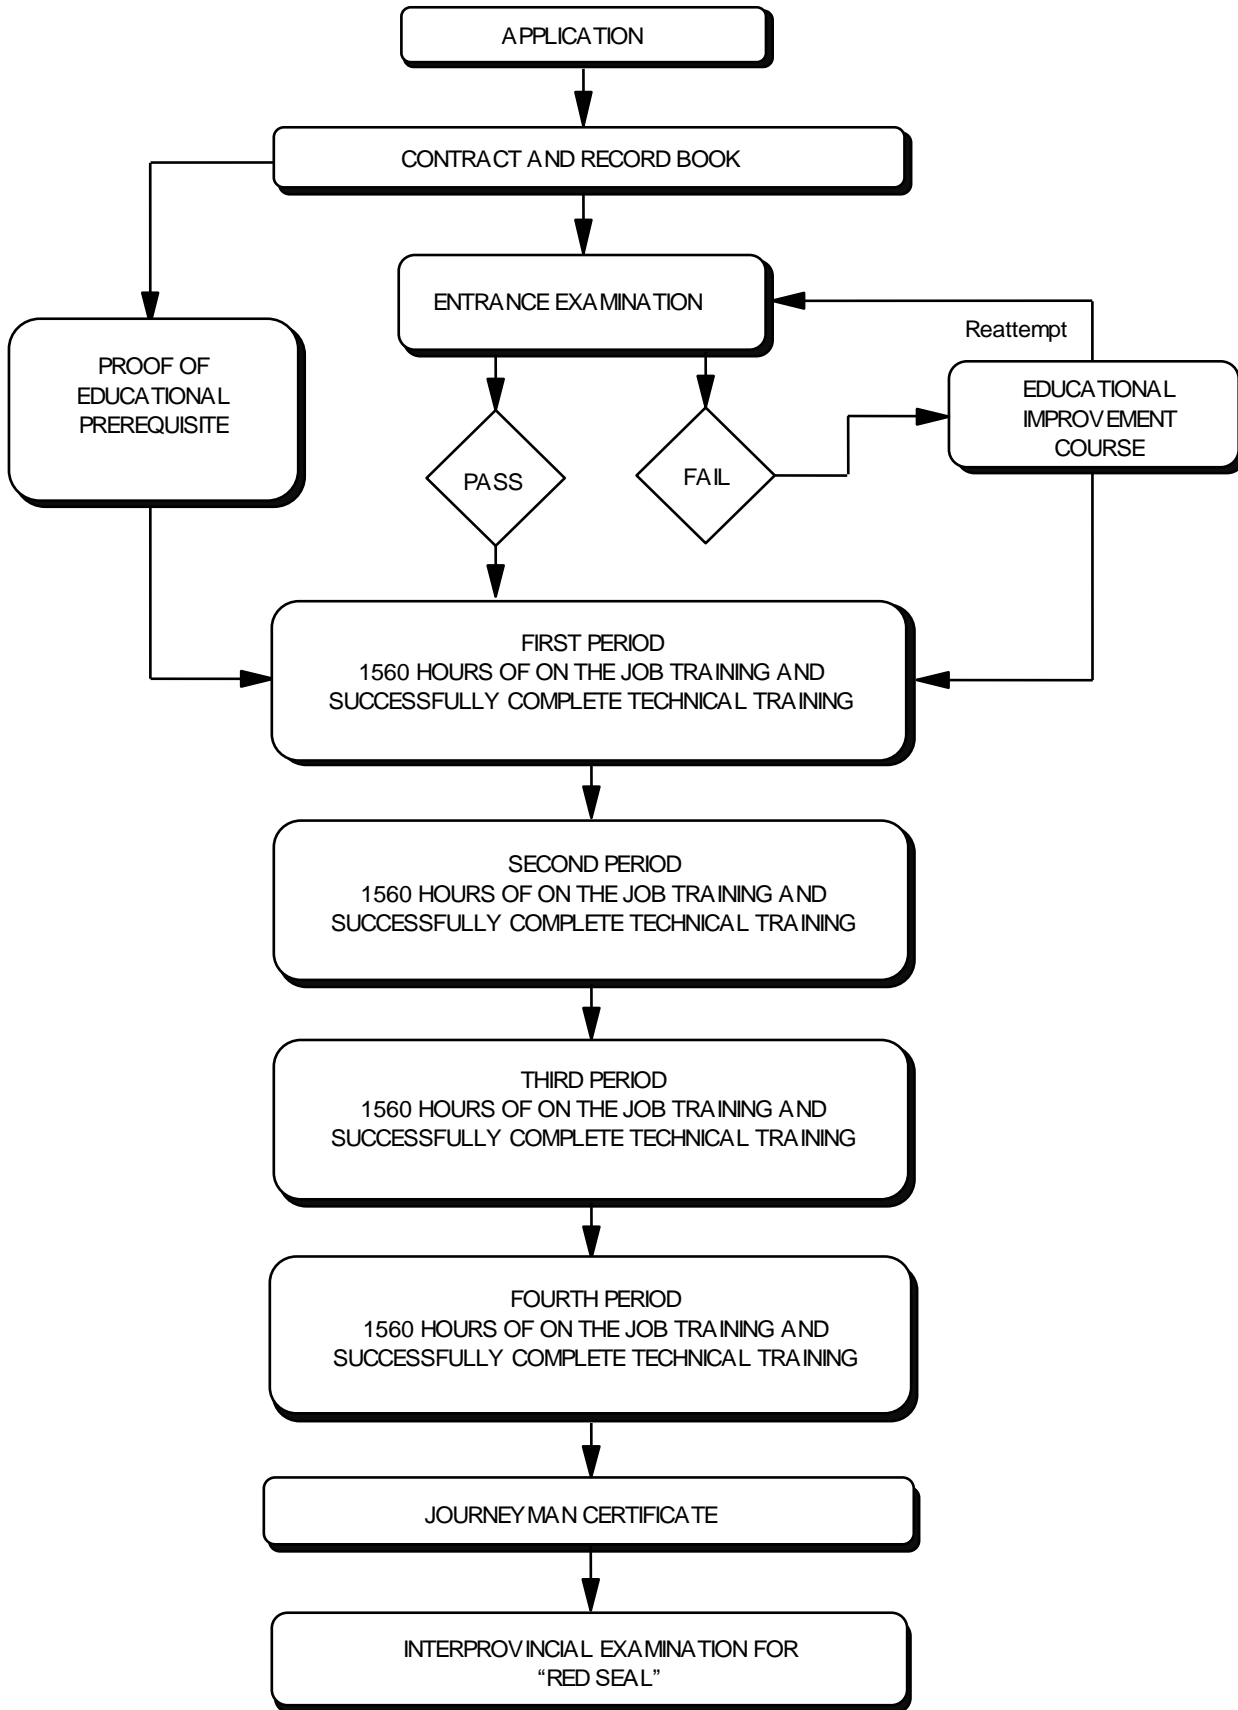 APPLICATION
CONTRACT AND RECORD BOOK
ENTRANCE EXAMINATION
Reattempt
PROOF OF
EDUCATIONAL
PREREQUISITE
EDUCATIONAL
IMPROVEMENT
COURSE
PASS
FAIL
FIRST PERIOD
1560 HOURS OF ON THE JOB TRAINING AND
SUCCESSFULLY COMPLETE TECHNICAL TRAINING
SECOND PERIOD
1560 HOURS OF ON THE JOB TRAINING AND
SUCCESSFULLY COMPLETE TECHNICAL TRAINING
THIRD PERIOD
1560 HOURS OF ON THE JOB TRAINING AND
SUCCESSFULLY COMPLETE TECHNICAL TRAINING
FOURTH PERIOD
1560 HOURS OF ON THE JOB TRAINING AND
SUCCESSFULLY COMPLETE TECHNICAL TRAINING
JOURNEYMAN CERTIFICATE
INTERPROVINCIAL EXAMINATION FOR
“RED SEAL”